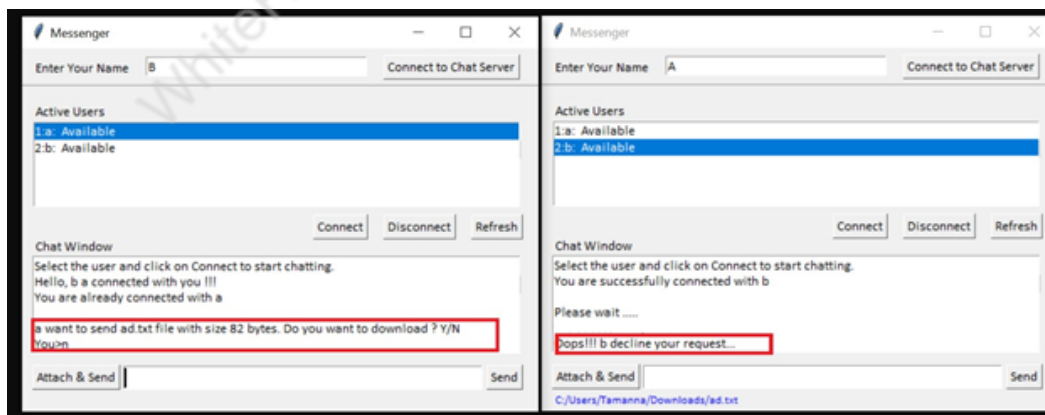 Messenger
Enter Your Name B Connect to Chat Server
Active Users
1:a: Available
2:b: Available
Connect Disconnect Refresh
Chat Window
Select the user and click on Connect to start chatting.
Hello, b a connected with you !!!
You are already connected with a
a want to send ad.txt file with size 82 bytes. Do you want to download ? Y/N
You>n
Attach & Send Send
Messenger
Enter Your Name A Connect to Chat Server
Active Users
1:a: Available
2:b: Available
Connect Disconnect Refresh
Chat Window
Select the user and click on Connect to start chatting.
You are successfully connected with b
Please wait .....
Oops!!! b decline your request...
Attach & Send Send
C:/Users/Tamanna/Downloads/ad.txt